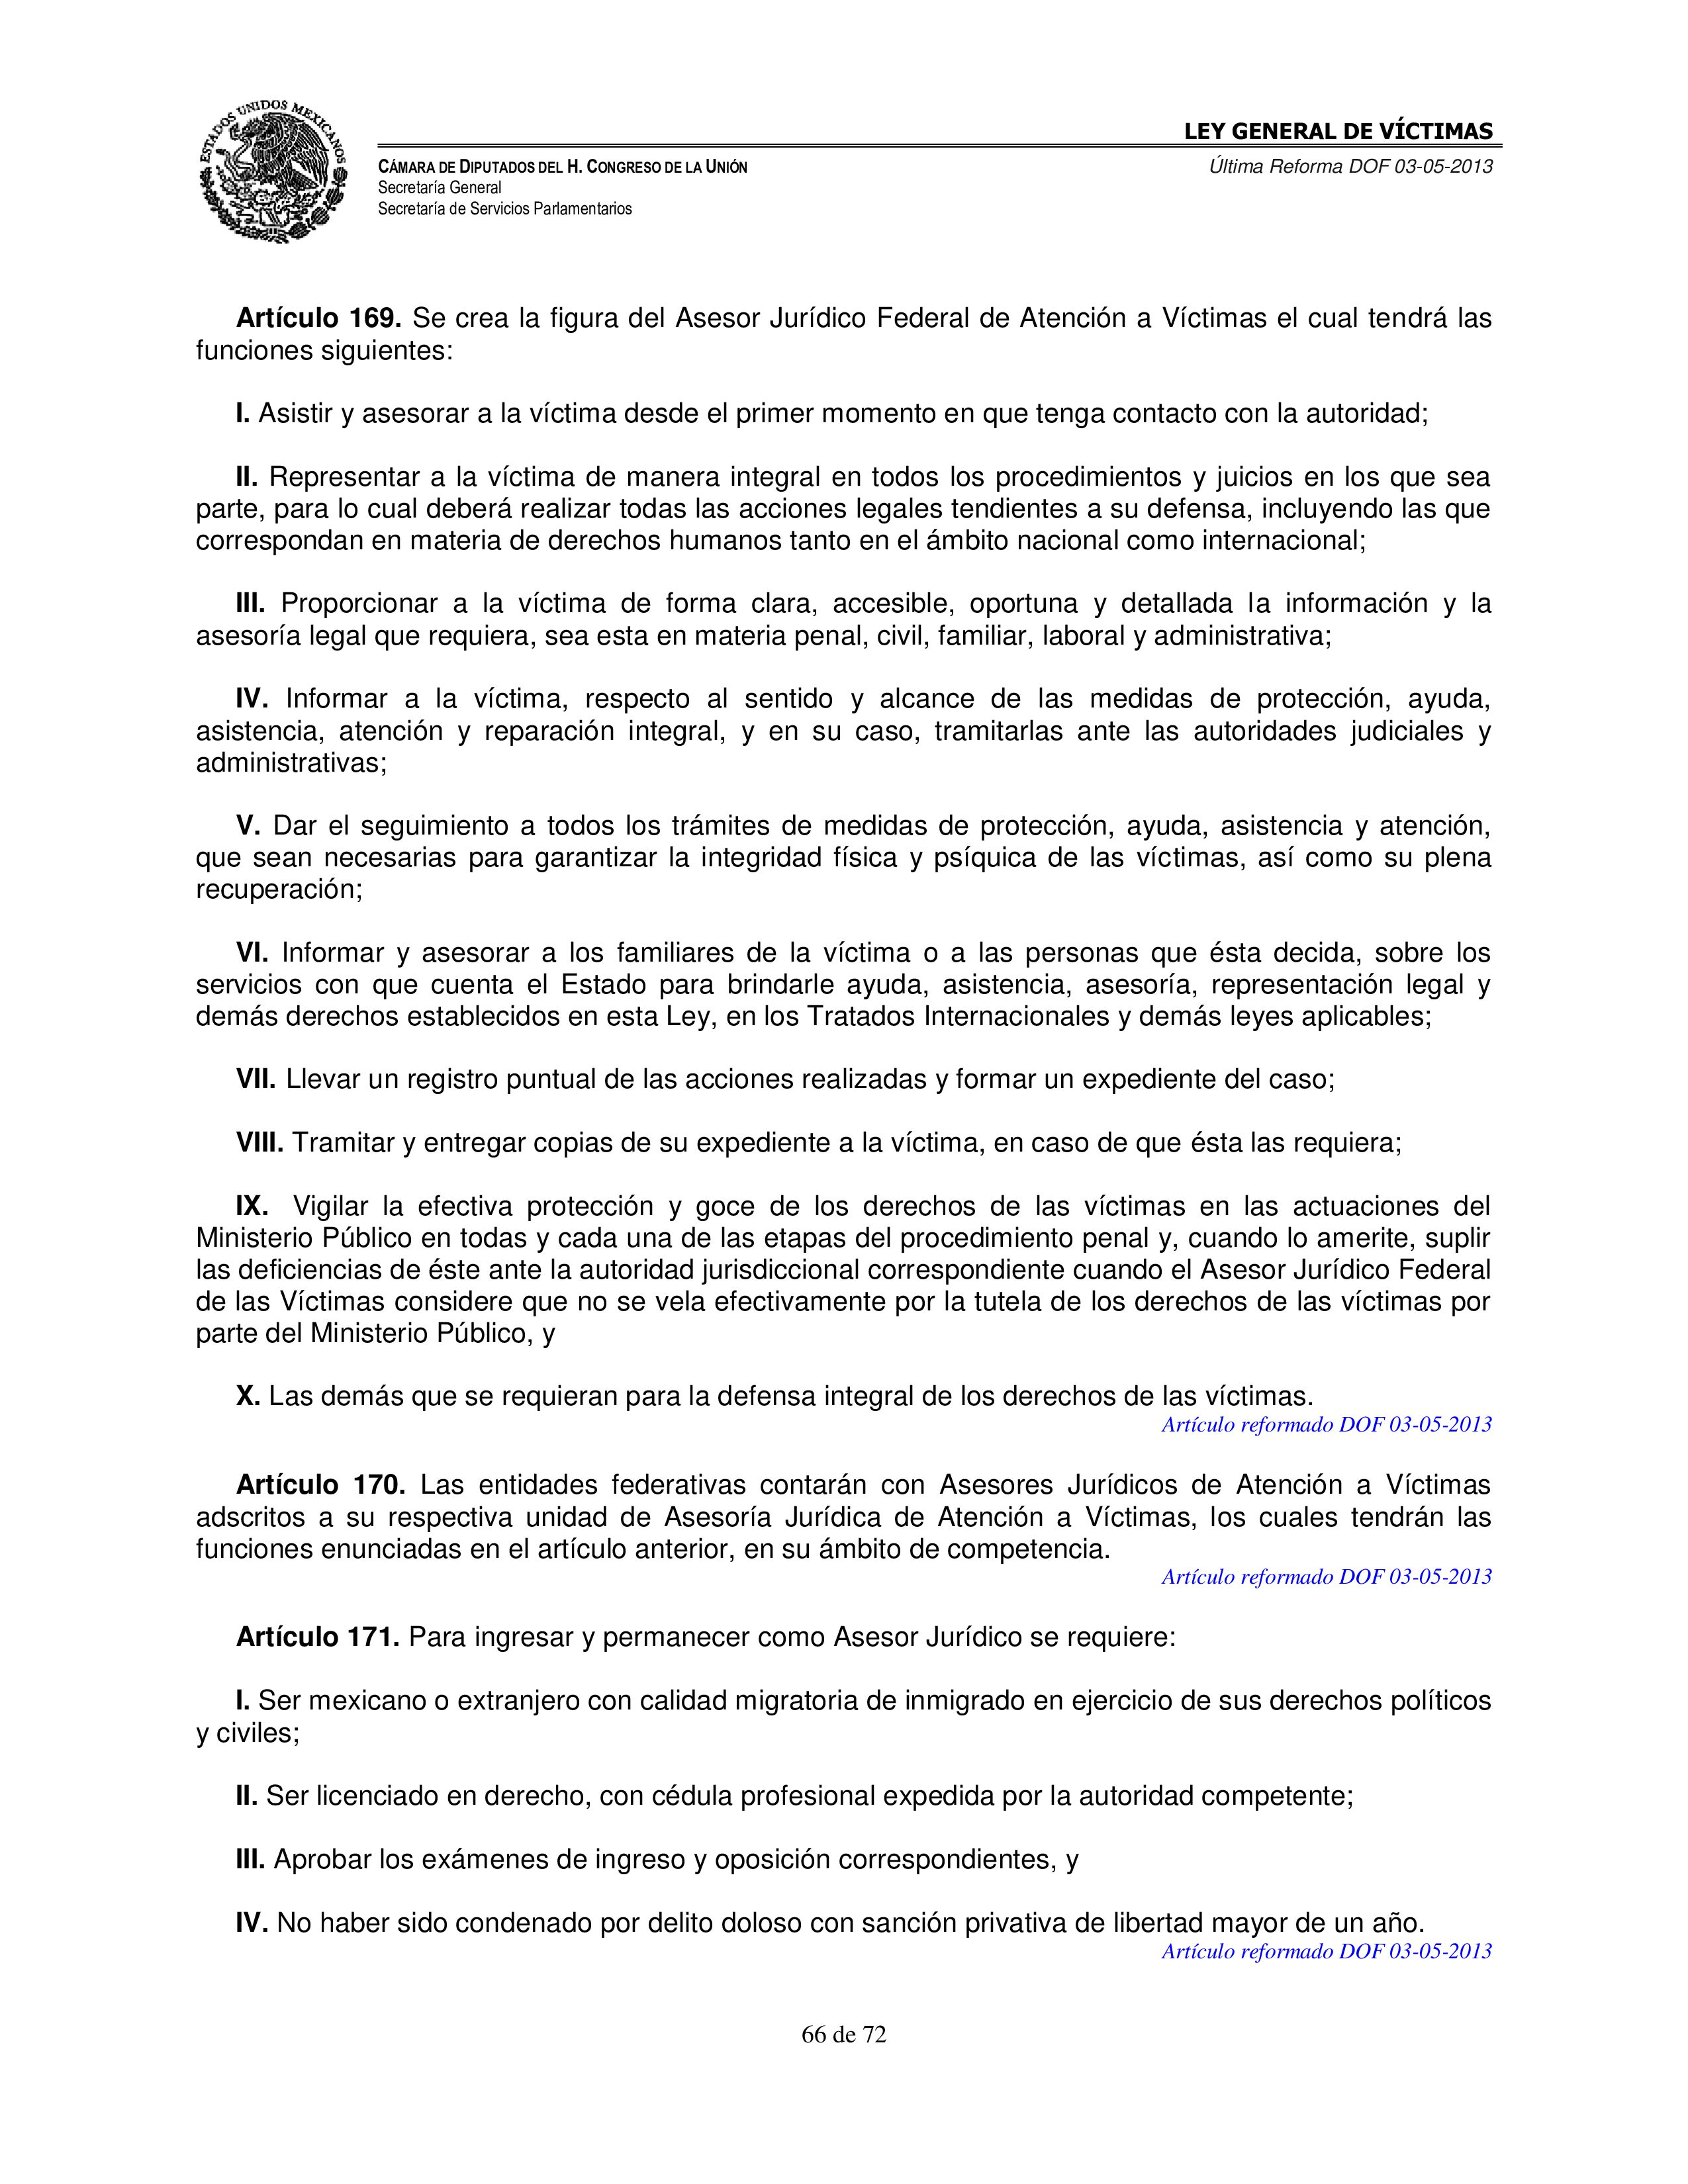 ESTADOS UNIDOS MEXICANOS
LEY GENERAL DE VÍCTIMAS
CÁMARA DE DIPUTADOS DEL H. CONGRESO DE LA UNIÓN
Última Reforma DOF 03-05-2013
Secretaría General
Secretaría de Servicios Parlamentarios
Artículo 169. Se crea la figura del Asesor Jurídico Federal de Atención a Víctimas el cual tendrá las
funciones siguientes:
I. Asistir y asesorar a la víctima desde el primer momento en que tenga contacto con la autoridad;
II. Representar a la víctima de manera integral en todos los procedimientos y juicios en los que sea
parte, para lo cual deberá realizar todas las acciones legales tendientes a su defensa, incluyendo las que
correspondan en materia de derechos humanos tanto en el ámbito nacional como internacional;
III. Proporcionar a la víctima de forma clara, accesible, oportuna y detallada la información y la
asesoría legal que requiera, sea esta en materia penal, civil, familiar, laboral y administrativa;
IV. Informar a la víctima, respecto al sentido y alcance de las medidas de protección, ayuda,
asistencia, atención y reparación integral, y en su caso, tramitarlas ante las autoridades judiciales y
administrativas;
V. Dar el seguimiento a todos los trámites de medidas de protección, ayuda, asistencia y atención,
que sean necesarias para garantizar la integridad física y psíquica de las víctimas, así como su plena
recuperación;
VI. Informar y asesorar a los familiares de la víctima o a las personas que ésta decida, sobre los
servicios con que cuenta el Estado para brindarle ayuda, asistencia, asesoría, representación legal y
demás derechos establecidos en esta Ley, en los Tratados Internacionales y demás leyes aplicables;
VII. Llevar un registro puntual de las acciones realizadas y formar un expediente del caso;
VIII. Tramitar y entregar copias de su expediente a la víctima, en caso de que ésta las requiera;
IX. Vigilar la efectiva protección y goce de los derechos de las víctimas en las actuaciones del
Ministerio Público en todas y cada una de las etapas del procedimiento penal y, cuando lo amerite, suplir
las deficiencias de éste ante la autoridad jurisdiccional correspondiente cuando el Asesor Jurídico Federal
de las Víctimas considere que no se vela efectivamente por la tutela de los derechos de las víctimas por
parte del Ministerio Público, y
X. Las demás que se requieran para la defensa integral de los derechos de las víctimas.
Artículo reformado DOF 03-05-2013
Artículo 170. Las entidades federativas contarán con Asesores Jurídicos de Atención a Víctimas
adscritos a su respectiva unidad de Asesoría Jurídica de Atención a Víctimas, los cuales tendrán las
funciones enunciadas en el artículo anterior, en su ámbito de competencia.
Artículo reformado DOF 03-05-2013
Artículo 171. Para ingresar y permanecer como Asesor Jurídico se requiere:
I. Ser mexicano o extranjero con calidad migratoria de inmigrado en ejercicio de sus derechos políticos
y civiles;
II. Ser licenciado en derecho, con cédula profesional expedida por la autoridad competente;
III. Aprobar los exámenes de ingreso y oposición correspondientes, y
IV. No haber sido condenado por delito doloso con sanción privativa de libertad mayor de un año.
Artículo reformado DOF 03-05-2013
66 de 72